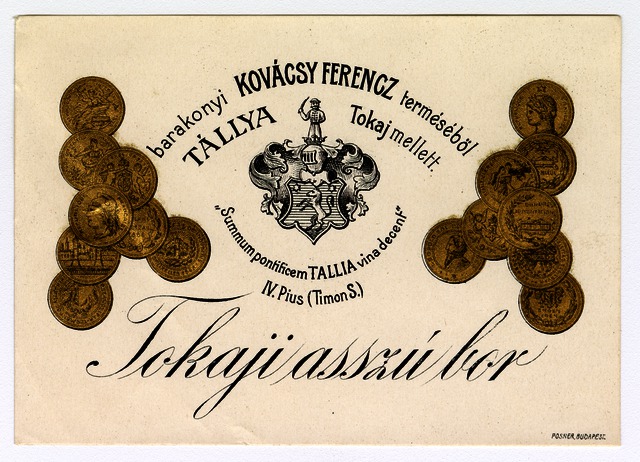 barakonyi KOVÁCSY FERENCZ terméséböl
TÁLLYA Tokaj mellett.
„Summum pontificem TALLIA vina decent"
IV. Pius (Timon S.)
Tokaji asszú bor
POSNER, BUDAPEST.